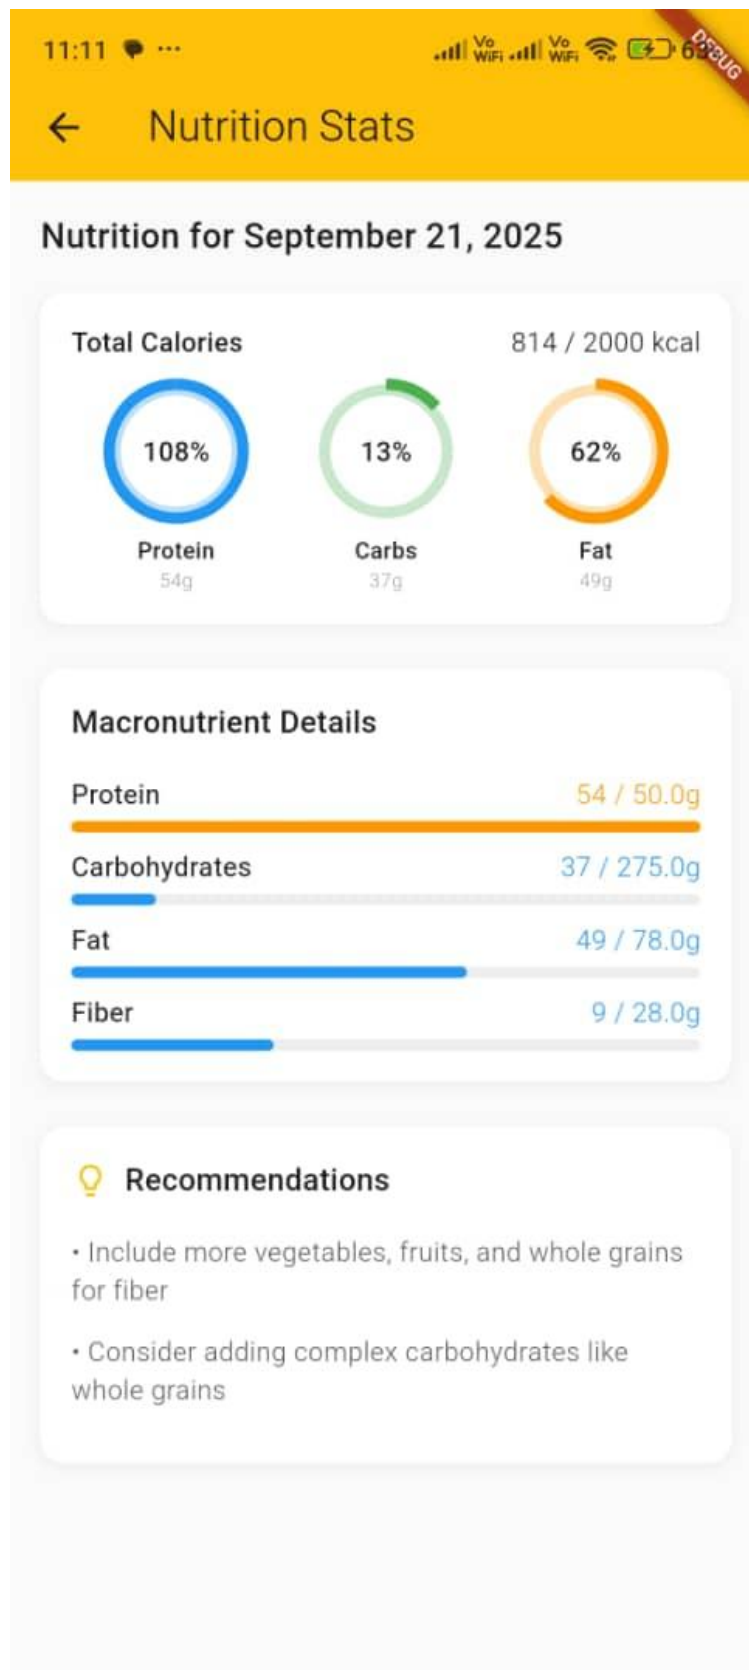 11:11 ...
Vo WiFi Vo WiFi
DEBUG
Nutrition Stats
Nutrition for September 21, 2025
Total Calories 814 / 2000 kcal
108% 13% 62%
Protein Carbs Fat
54g 37g 49g
Macronutrient Details
Protein 54 / 50.0g
Carbohydrates 37 / 275.0g
Fat 49 / 78.0g
Fiber 9 / 28.0g
Recommendations
• Include more vegetables, fruits, and whole grains
for fiber
• Consider adding complex carbohydrates like
whole grains